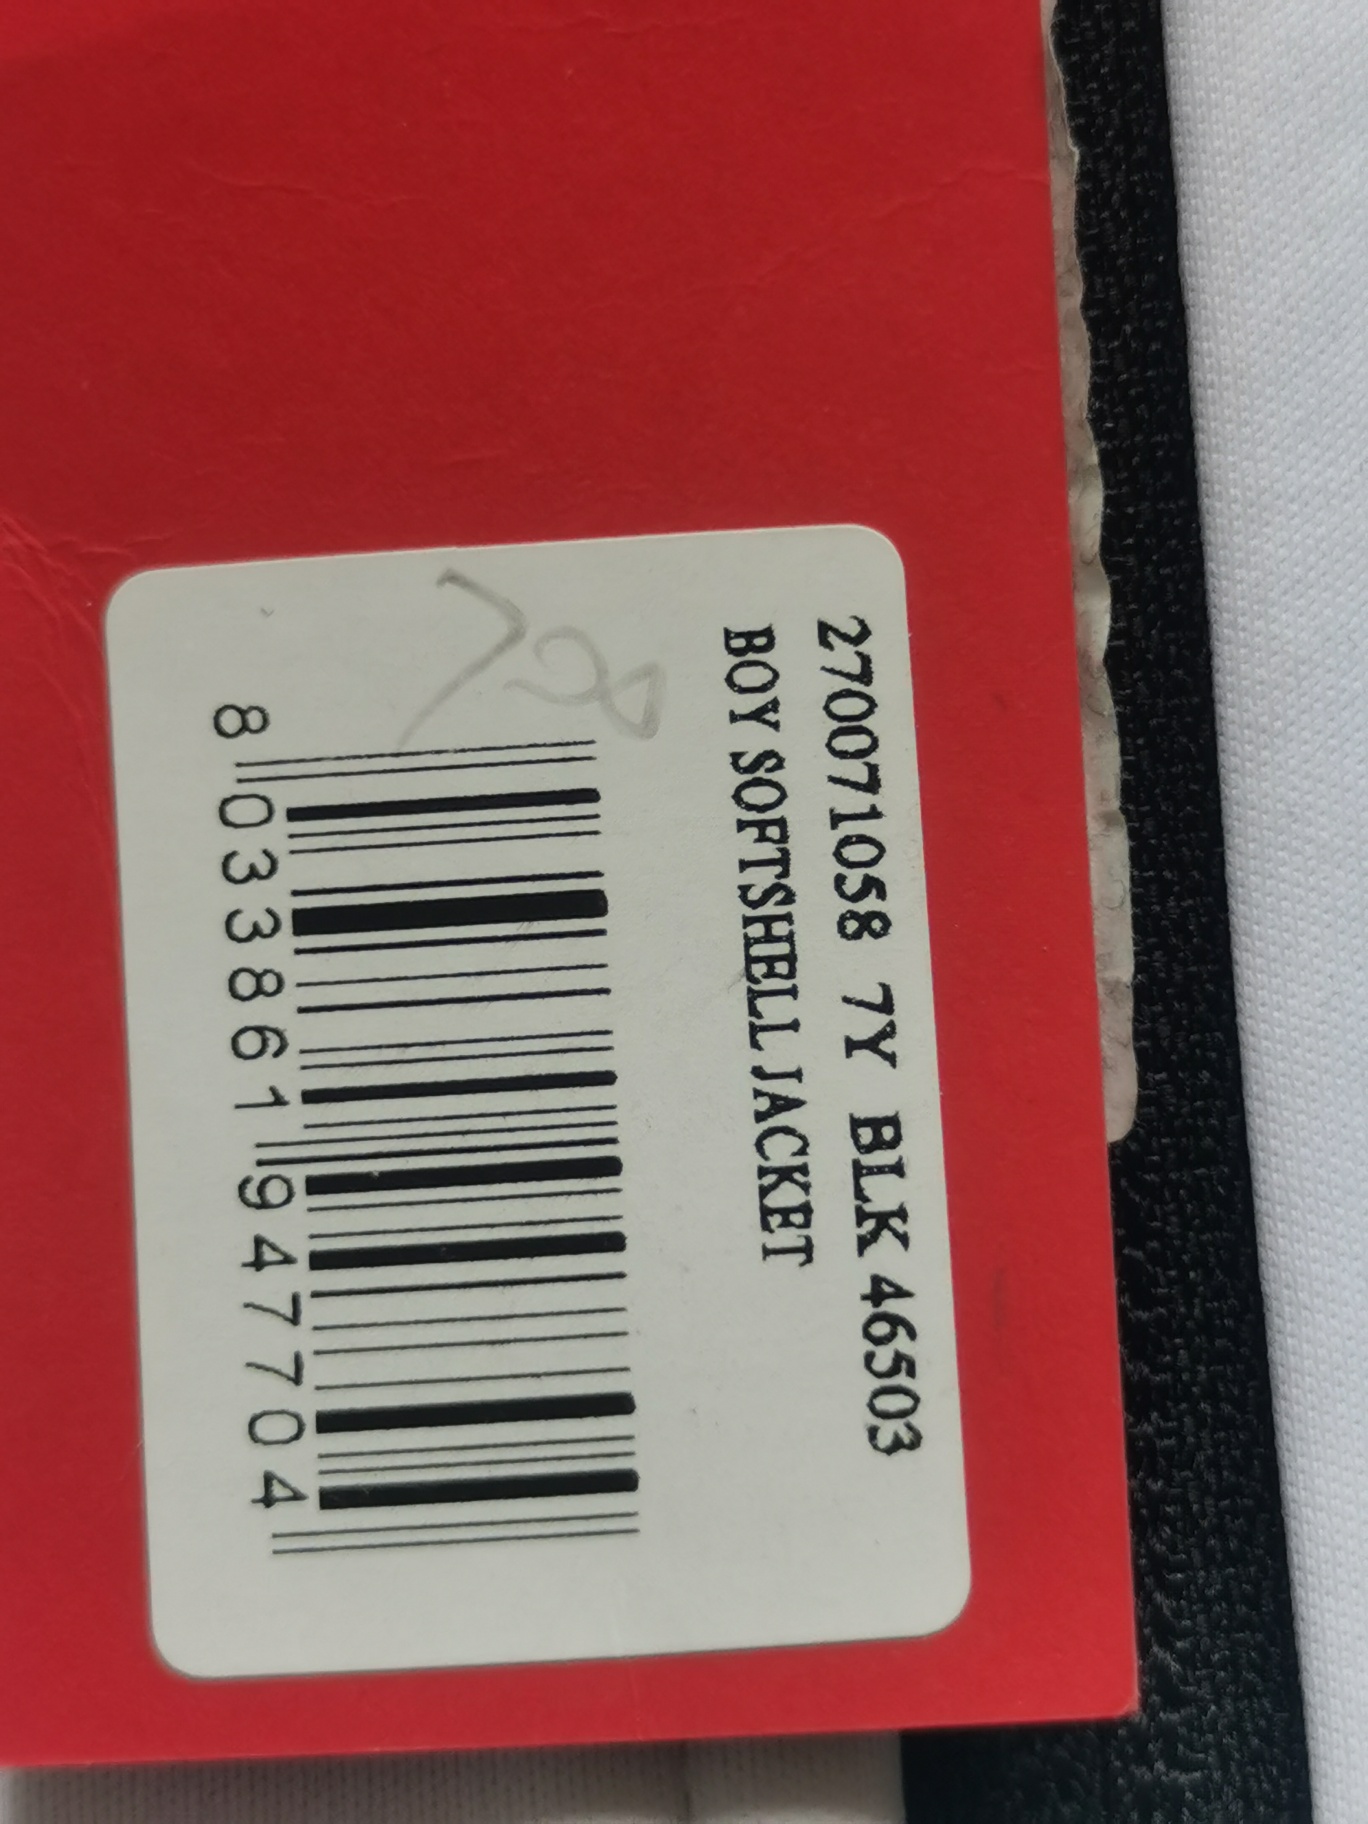 270071058 7Y BLK 46503
BOY SOFTSHELL JACKET
8 033861 947704